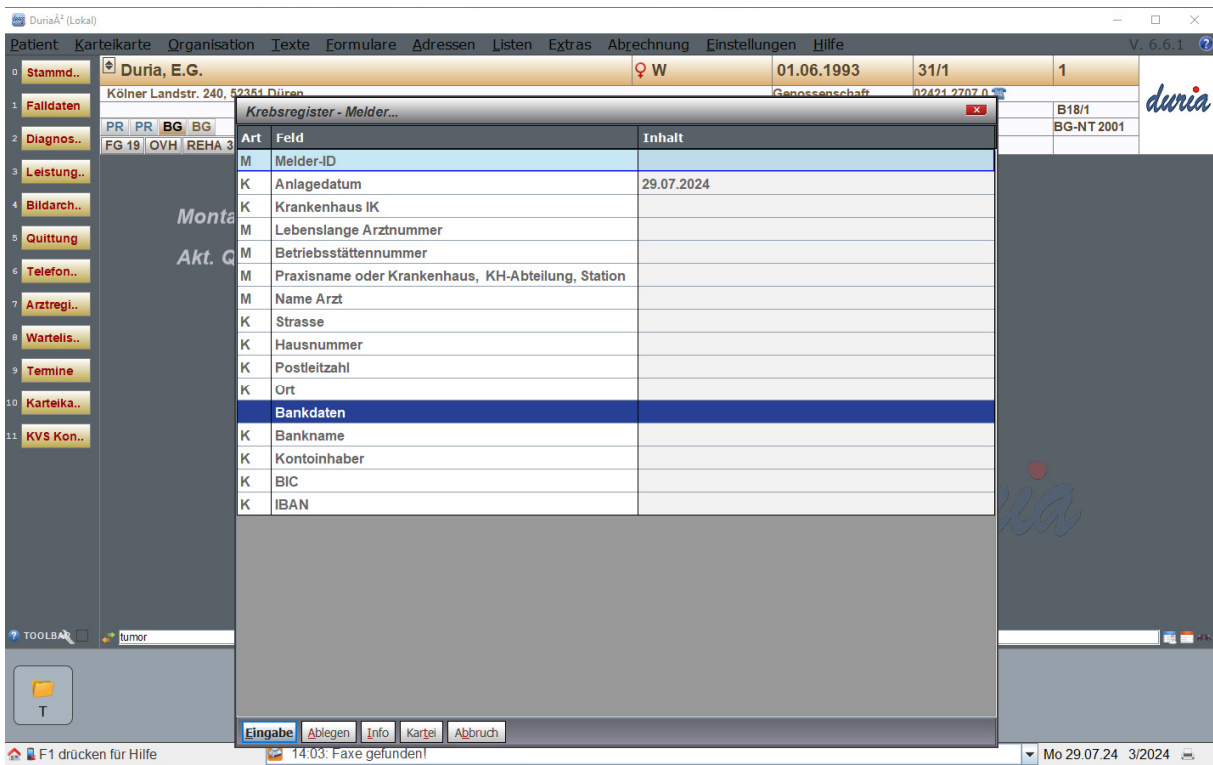 DuriaÂ² (Lokal)
Patient Karteikarte Organisation Texte Formulare Adressen Listen Extras Abrechnung Einstellungen Hilfe V. 6.6.1
0 Stammd.. Duria, E.G. W 01.06.1993 31/1 1
Kölner Landstr. 240, 52351 Düren Genossenschaft 02421 2707 0
duria
1 Falldaten Krebsregister - Melder... B18/1
PR PR BG BG BG-NT 2001
2 Diagnos.. FG 19 OVH REHA 3 Art Feld Inhalt
M Melder-ID
3 Leistung.. K Anlagedatum 29.07.2024
4 Bildarch.. K Krankenhaus IK
Monta
M Lebenslange Arztnummer
5 Quittung M Betriebsstättennummer
Akt. Q
6 Telefon.. M Praxisname oder Krankenhaus, KH-Abteilung, Station
7 Arztregi.. M Name Arzt
K Strasse
8 Wartelis.. K Hausnummer
9 Termine K Postleitzahl
K Ort
10 Karteika.. Bankdaten
11 KVS Kon.. K Bankname
K Kontoinhaber
K BIC
K IBAN
TOOLBAR tumor
T
Eingabe Ablegen Info Kartei Abbruch
F1 drücken für Hilfe 14:03: Faxe gefunden! Mo 29.07.24 3/2024